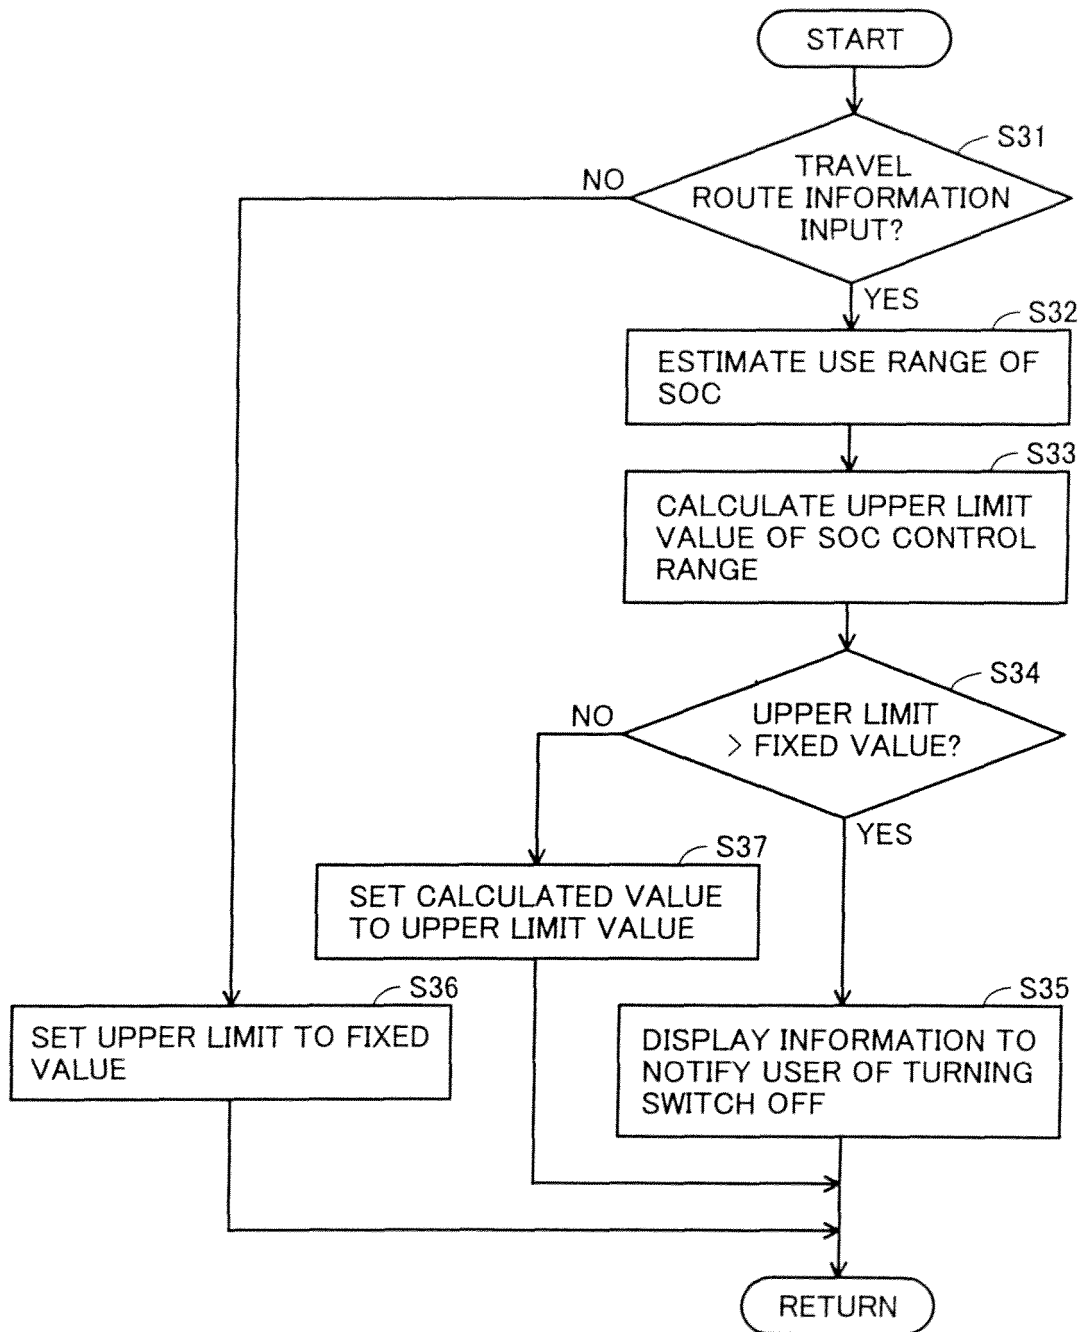 START
S31
TRAVEL
ROUTE INFORMATION
INPUT?
NO
YES
S32
ESTIMATE USE RANGE OF
SOC
S33
CALCULATE UPPER LIMIT
VALUE OF SOC CONTROL
RANGE
S34
UPPER LIMIT
> FIXED VALUE?
NO
YES
S37
SET CALCULATED VALUE
TO UPPER LIMIT VALUE
S36
SET UPPER LIMIT TO FIXED
VALUE
S35
DISPLAY INFORMATION TO
NOTIFY USER OF TURNING
SWITCH OFF
RETURN